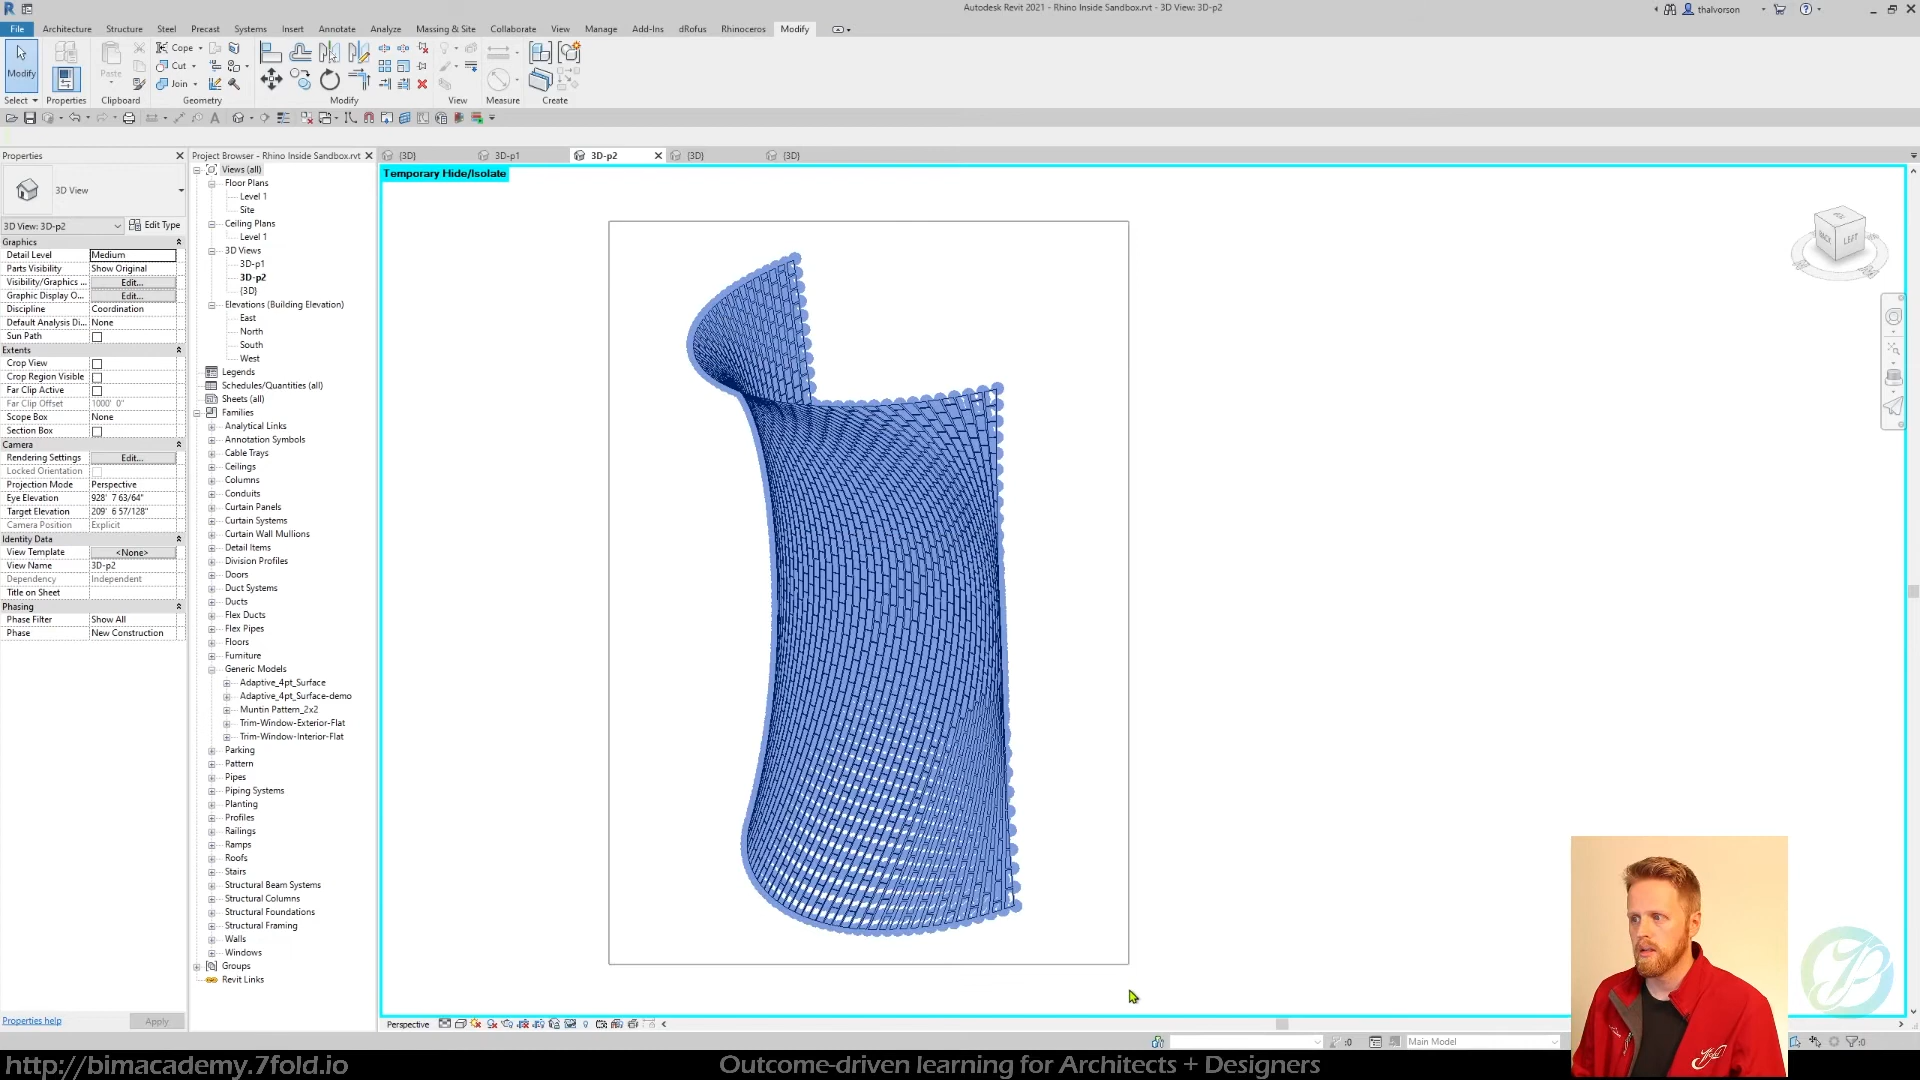 Autodesk Revit 2021 - Rhino Inside Sandbox.rvt - 3D View: 3D-p2
thalvorson
File Architecture Structure Steel Precast Systems Insert Annotate Analyze Massing & Site Collaborate View Manage Add-Ins dRofus Rhinoceros Modify
Modify
Paste
Cope
Cut
Join
Select Properties Clipboard Geometry Modify View Measure Create
Properties
3D View
3D View: 3D-p2
Edit Type
Graphics
Detail Level Medium
Parts Visibility Show Original
Visibility/Graphics ... Edit...
Graphic Display O... Edit...
Discipline Coordination
Default Analysis Di... None
Sun Path
Extents
Crop View
Crop Region Visible
Far Clip Active
Far Clip Offset 1000' 0"
Scope Box None
Section Box
Camera
Rendering Settings Edit...
Locked Orientation
Projection Mode Perspective
Eye Elevation 928' 7 63/64"
Target Elevation 209' 6 57/128"
Camera Position Explicit
Identity Data
View Template <None>
View Name 3D-p2
Dependency Independent
Title on Sheet
Phasing
Phase Filter Show All
Phase New Construction
Properties help
Apply
Project Browser - Rhino Inside Sandbox.rvt
Views (all)
Floor Plans
Level 1
Site
Ceiling Plans
Level 1
3D Views
3D-p1
3D-p2
{3D}
Elevations (Building Elevation)
East
North
South
West
Legends
Schedules/Quantities (all)
Sheets (all)
Families
Analytical Links
Annotation Symbols
Cable Trays
Ceilings
Columns
Conduits
Curtain Panels
Curtain Systems
Curtain Wall Mullions
Detail Items
Division Profiles
Doors
Duct Systems
Ducts
Flex Ducts
Flex Pipes
Floors
Furniture
Generic Models
Adaptive_4pt_Surface
Adaptive_4pt_Surface-demo
Muntin Pattern_2x2
Trim-Window-Exterior-Flat
Trim-Window-Interior-Flat
Parking
Pattern
Pipes
Piping Systems
Planting
Profiles
Railings
Ramps
Roofs
Stairs
Structural Beam Systems
Structural Columns
Structural Foundations
Structural Framing
Walls
Windows
Groups
Revit Links
{3D} 3D-p1 3D-p2 {3D} {3D}
Temporary Hide/Isolate
BACK LEFT
Perspective
:0
Main Model
:0
7fold
http://bimacademy.7fold.io
Outcome-driven learning for Architects + Designers